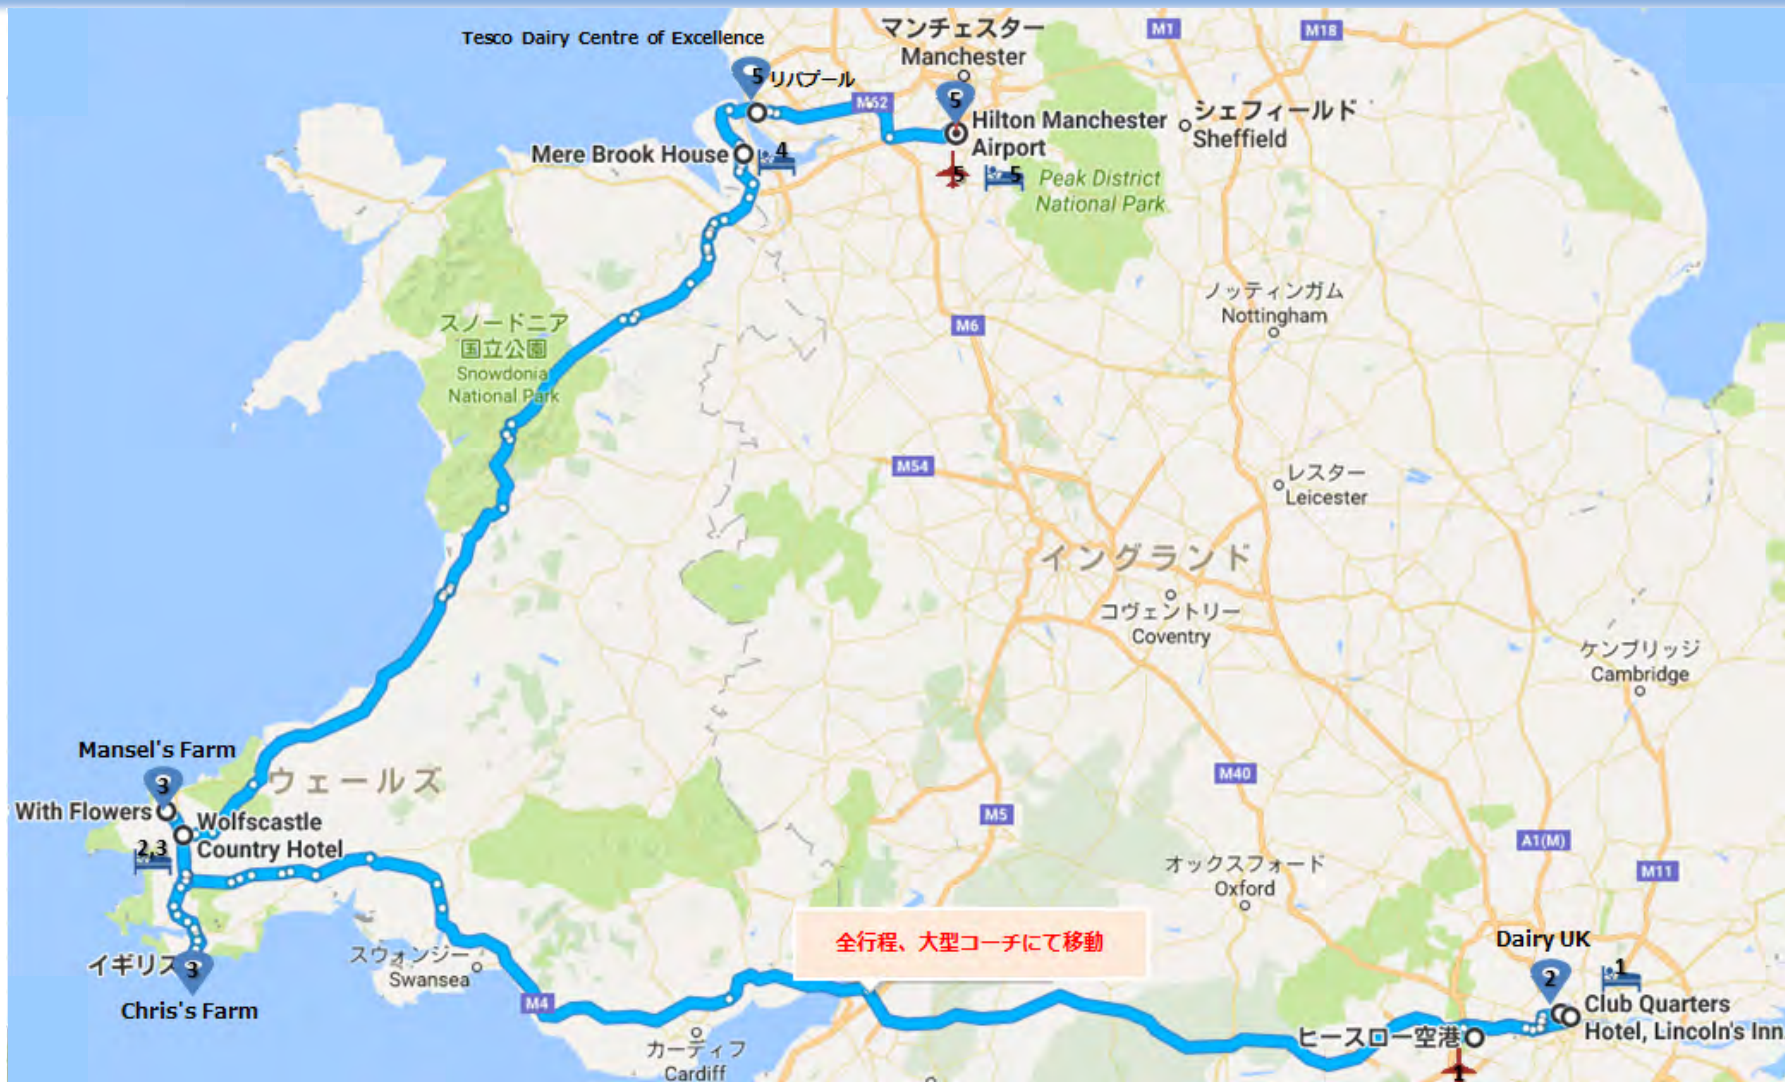 Tesco Dairy Centre of Excellence
マンチェスター
Manchester
M1
M18
5
リバプール
M62
5
Hilton Manchester
Airport
シェフィールド
Sheffield
Mere Brook House
4
5
5
Peak District
National Park
ノッティンガム
Nottingham
M6
スノードニア
国立公園
Snowdonia
National Park
M54
レスター
Leicester
イングランド
コヴェントリー
Coventry
ケンブリッジ
Cambridge
Mansel's Farm
3
ウェールズ
With Flowers
Wolfscastle
Country Hotel
2,3
M40
M5
A1(M)
M11
オックスフォード
Oxford
全行程、大型コーチにて移動
Dairy UK
2
1
イギリス
3
スウォンジー
Swansea
Chris's Farm
M4
Club Quarters
Hotel, Lincoln's Inn
ヒースロー空港
1
カーディフ
Cardiff